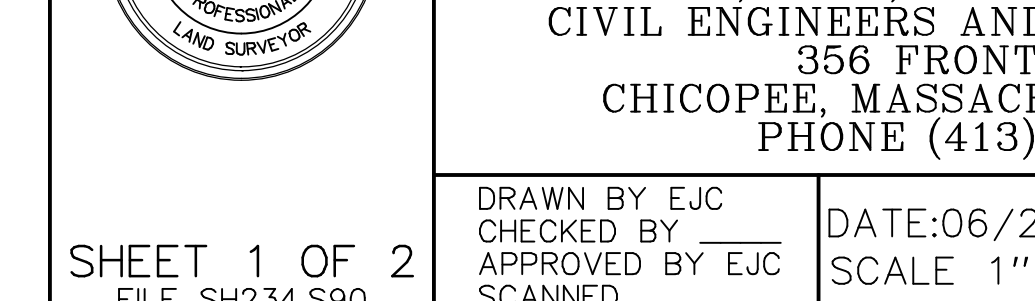 PROFESSIONAL
LAND SURVEYOR
CIVIL ENGINEERS AND
356 FRONT
CHICOPEE, MASSACH
PHONE (413)
DRAWN BY EJC
CHECKED BY ____
APPROVED BY EJC
SCANNED
DATE:06/2
SCALE 1"
SHEET 1 OF 2
FILE SH234.S90